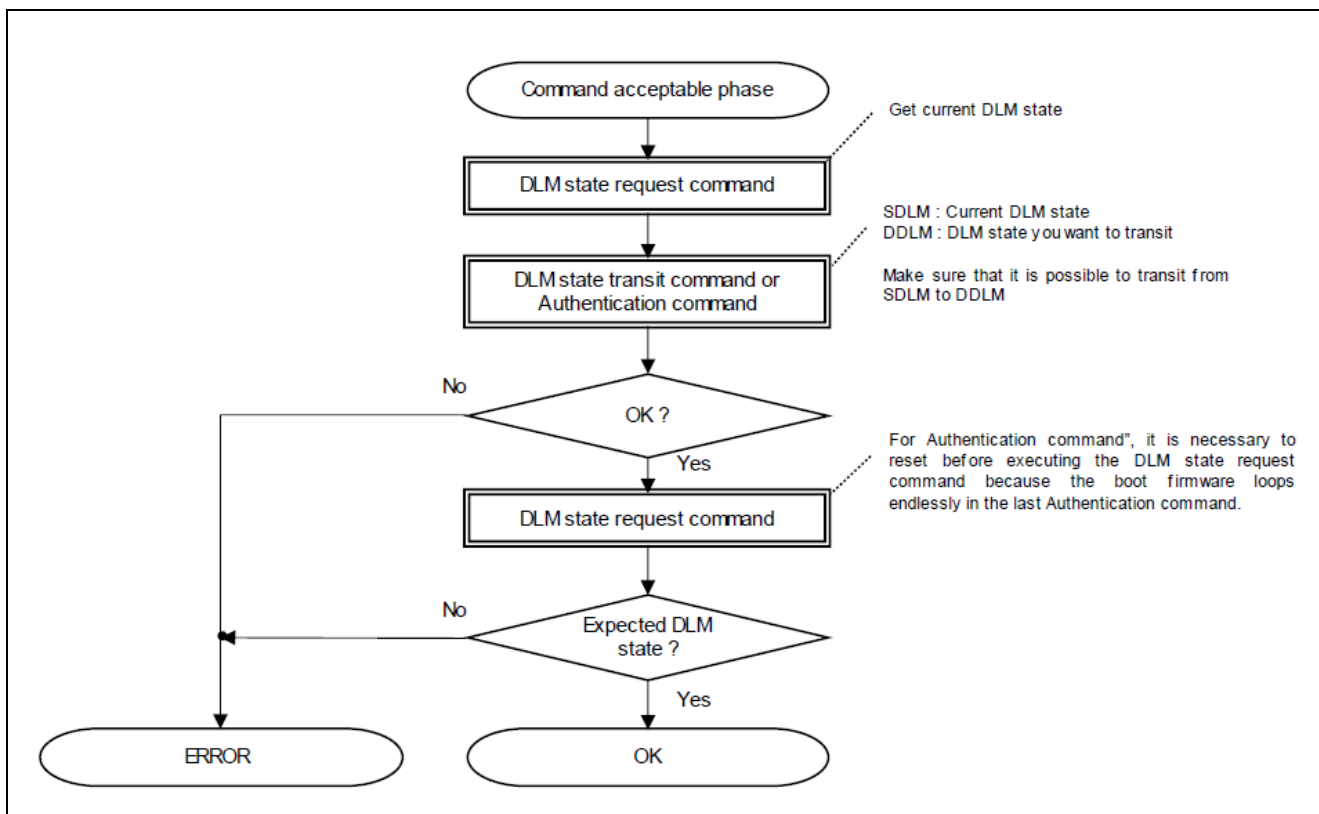 Command acceptable phase
Get current DLM state
DLM state request command
SDLM : Current DLM state
DDLM : DLM state you want to transit
Make sure that it is possible to transit from
SDLM to DDLM
DLM state transit command or
Authentication command
No
OK ?
Yes
For Authentication command”, it is necessary to
reset before executing the DLM state request
command because the boot firmware loops
endlessly in the last Authentication command.
DLM state request command
No
Expected DLM
state ?
Yes
ERROR
OK